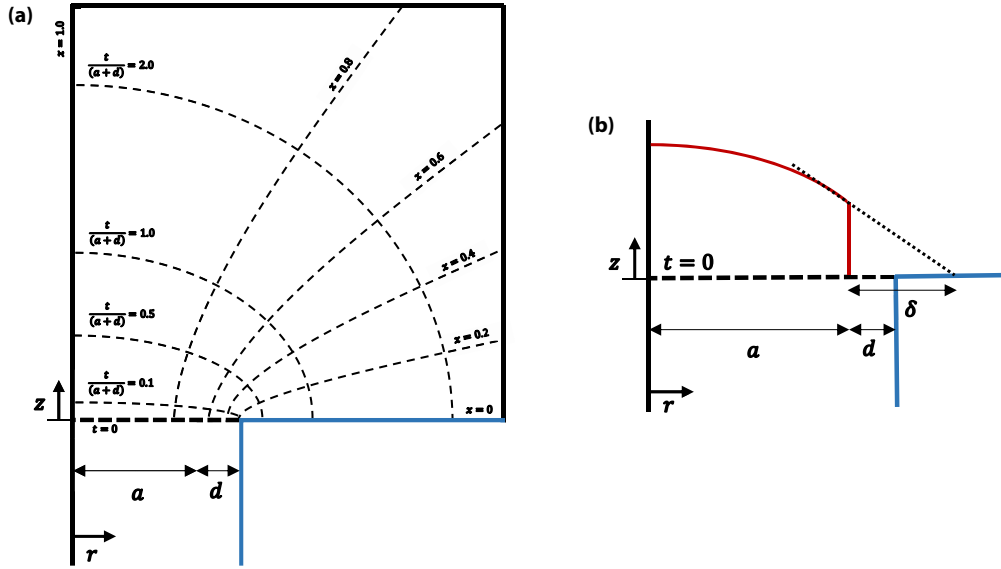 (a)
x = 1.0
t/(a+d) = 2.0
x = 0.8
x = 0.6
t/(a+d) = 1.0
x = 0.4
t/(a+d) = 0.5
x = 0.2
t/(a+d) = 0.1
z
x = 0
t=0
a
d
r
(b)
z
t = 0
δ
a
d
r